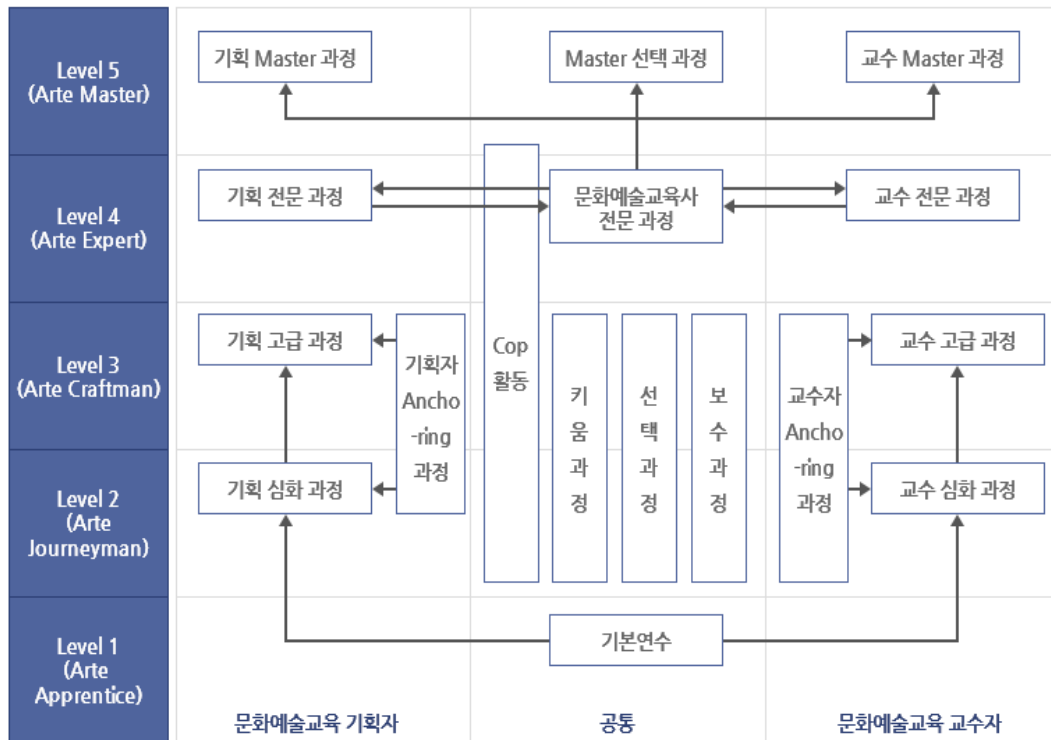 Level 5
(Arte Master)
기획 Master 과정
Master 선택 과정
교수 Master 과정
Level 4
(Arte Expert)
기획 전문 과정
문화예술교육사
전문 과정
교수 전문 과정
Level 3
(Arte Craftman)
기획 고급 과정
기획자
Ancho
-ring
과정
Cop
활동
키
움
과
정
선
택
과
정
보
수
과
정
교수자
Ancho
-ring
과정
교수 고급 과정
Level 2
(Arte
Journeyman)
기획 심화 과정
교수 심화 과정
Level 1
(Arte
Apprentice)
기본연수
문화예술교육 기획자
공통
문화예술교육 교수자